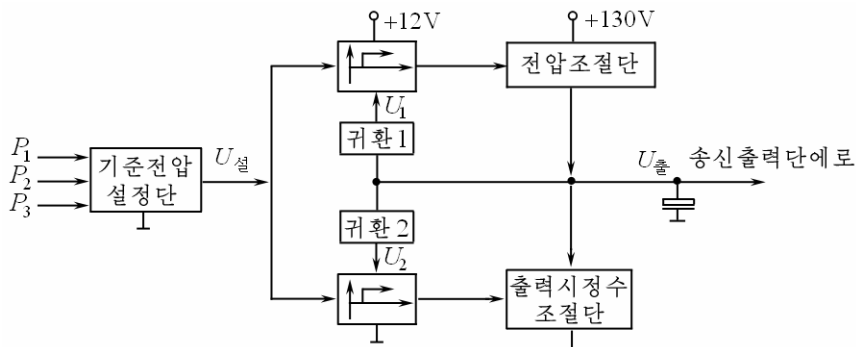 +12V
+130V
전압조절단
U₁
귀환 1
P₁
P₂
P₃
기준전압
설정단
U설
U출
송신출력단에로
귀환 2
U₂
출력시정수
조절단